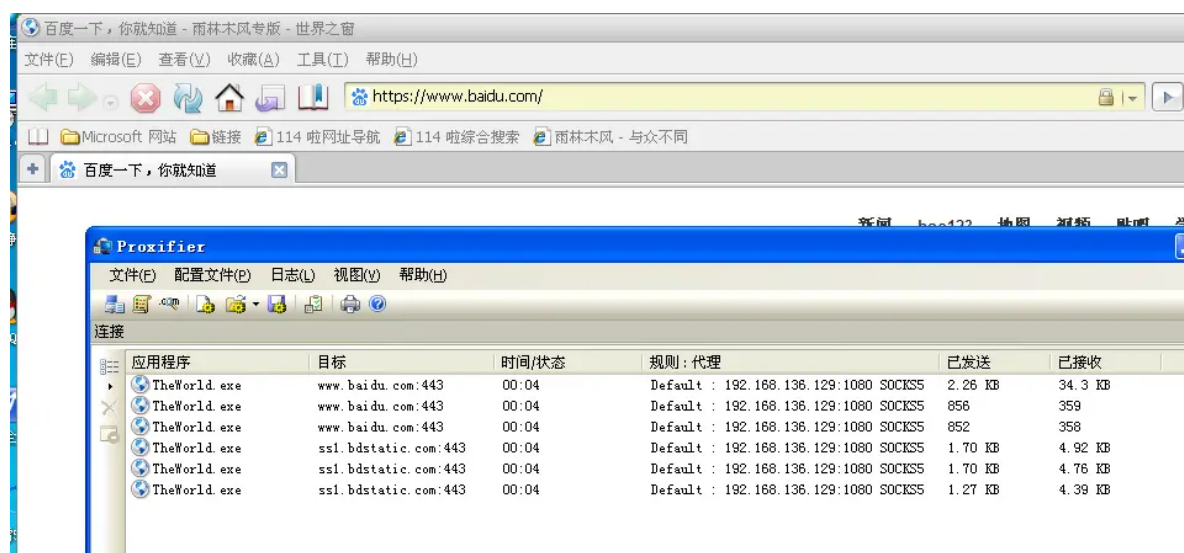 百度一下，你就知道 - 雨林木风专版 - 世界之窗
文件(F) 编辑(E) 查看(V) 收藏(A) 工具(T) 帮助(H)
https://www.baidu.com/
Microsoft 网站 链接 114 啦网址导航 114 啦综合搜索 雨林木风 - 与众不同
百度一下，你就知道
新闻 hao123 地图 视频 贴吧
Proxifier
文件(F) 配置文件(P) 日志(L) 视图(V) 帮助(H)
连接
应用程序 目标 时间/状态 规则 : 代理 已发送 已接收
TheWorld.exe www.baidu.com:443 00:04 Default : 192.168.136.129:1080 SOCKS5 2.26 KB 34.3 KB
TheWorld.exe www.baidu.com:443 00:04 Default : 192.168.136.129:1080 SOCKS5 856 359
TheWorld.exe www.baidu.com:443 00:04 Default : 192.168.136.129:1080 SOCKS5 852 358
TheWorld.exe ss1.bdstatic.com:443 00:04 Default : 192.168.136.129:1080 SOCKS5 1.70 KB 4.92 KB
TheWorld.exe ss1.bdstatic.com:443 00:04 Default : 192.168.136.129:1080 SOCKS5 1.70 KB 4.76 KB
TheWorld.exe ss1.bdstatic.com:443 00:04 Default : 192.168.136.129:1080 SOCKS5 1.27 KB 4.39 KB